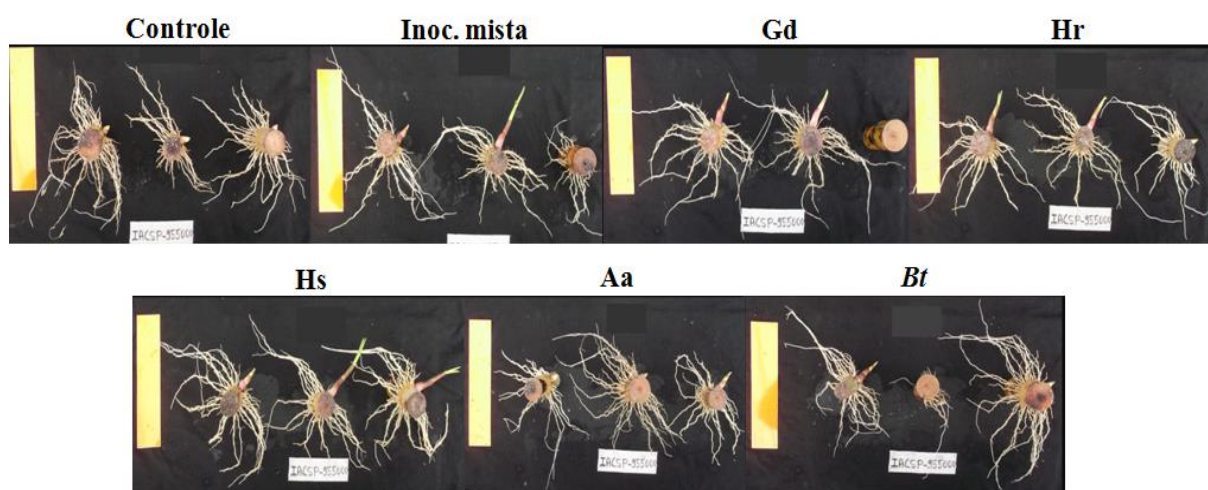 Controle Inoc. mista Gd Hr
IACSP-955000 IACSP-955000 IACSP-955000
Hs Aa Bt
IACSP-955000 IACSP-955000 IACSP-955000